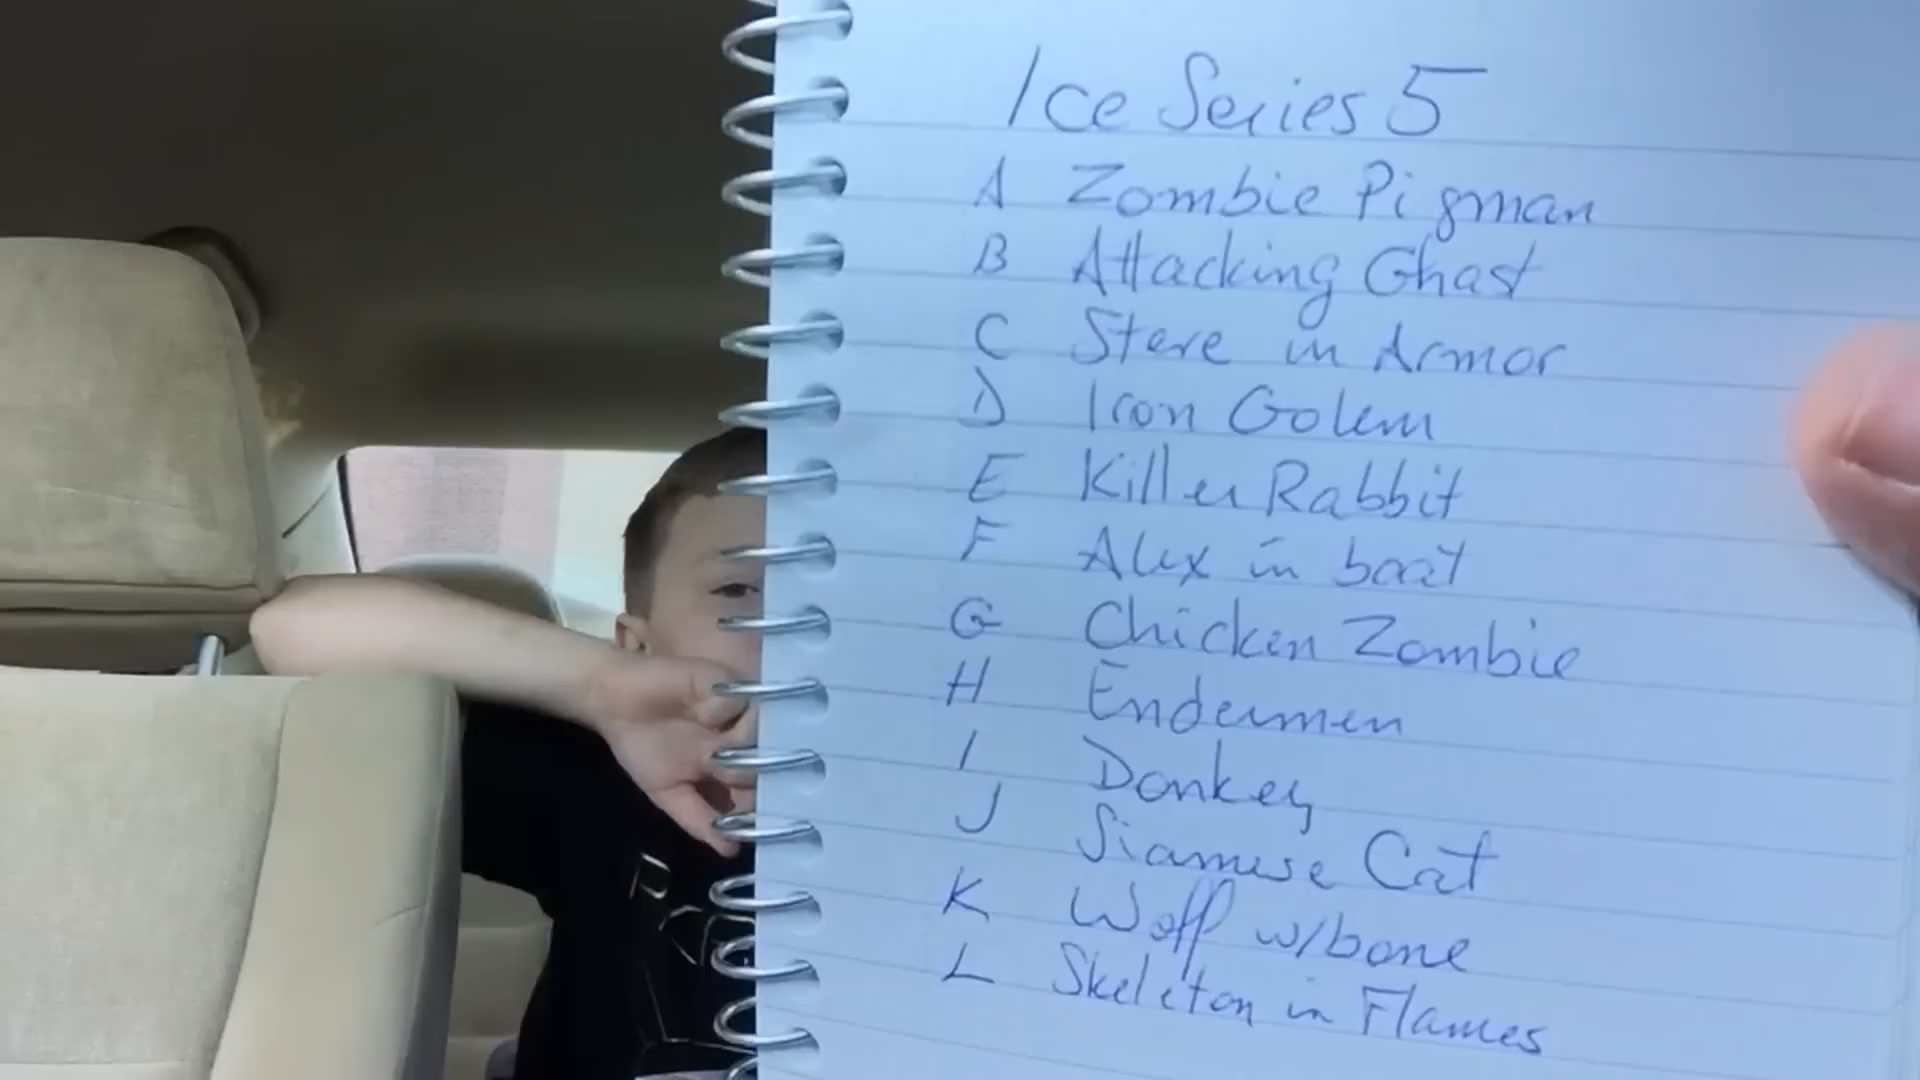 Ice Series 5
A Zombie Pigman
B Attacking Ghast
C Steve in Armor
D Iron Golem
E Killer Rabbit
F Alex in boat
G Chicken Zombie
H Endermen
I Donkey
J Siamese Cat
K Wolf w/bone
L Skeleton in Flames